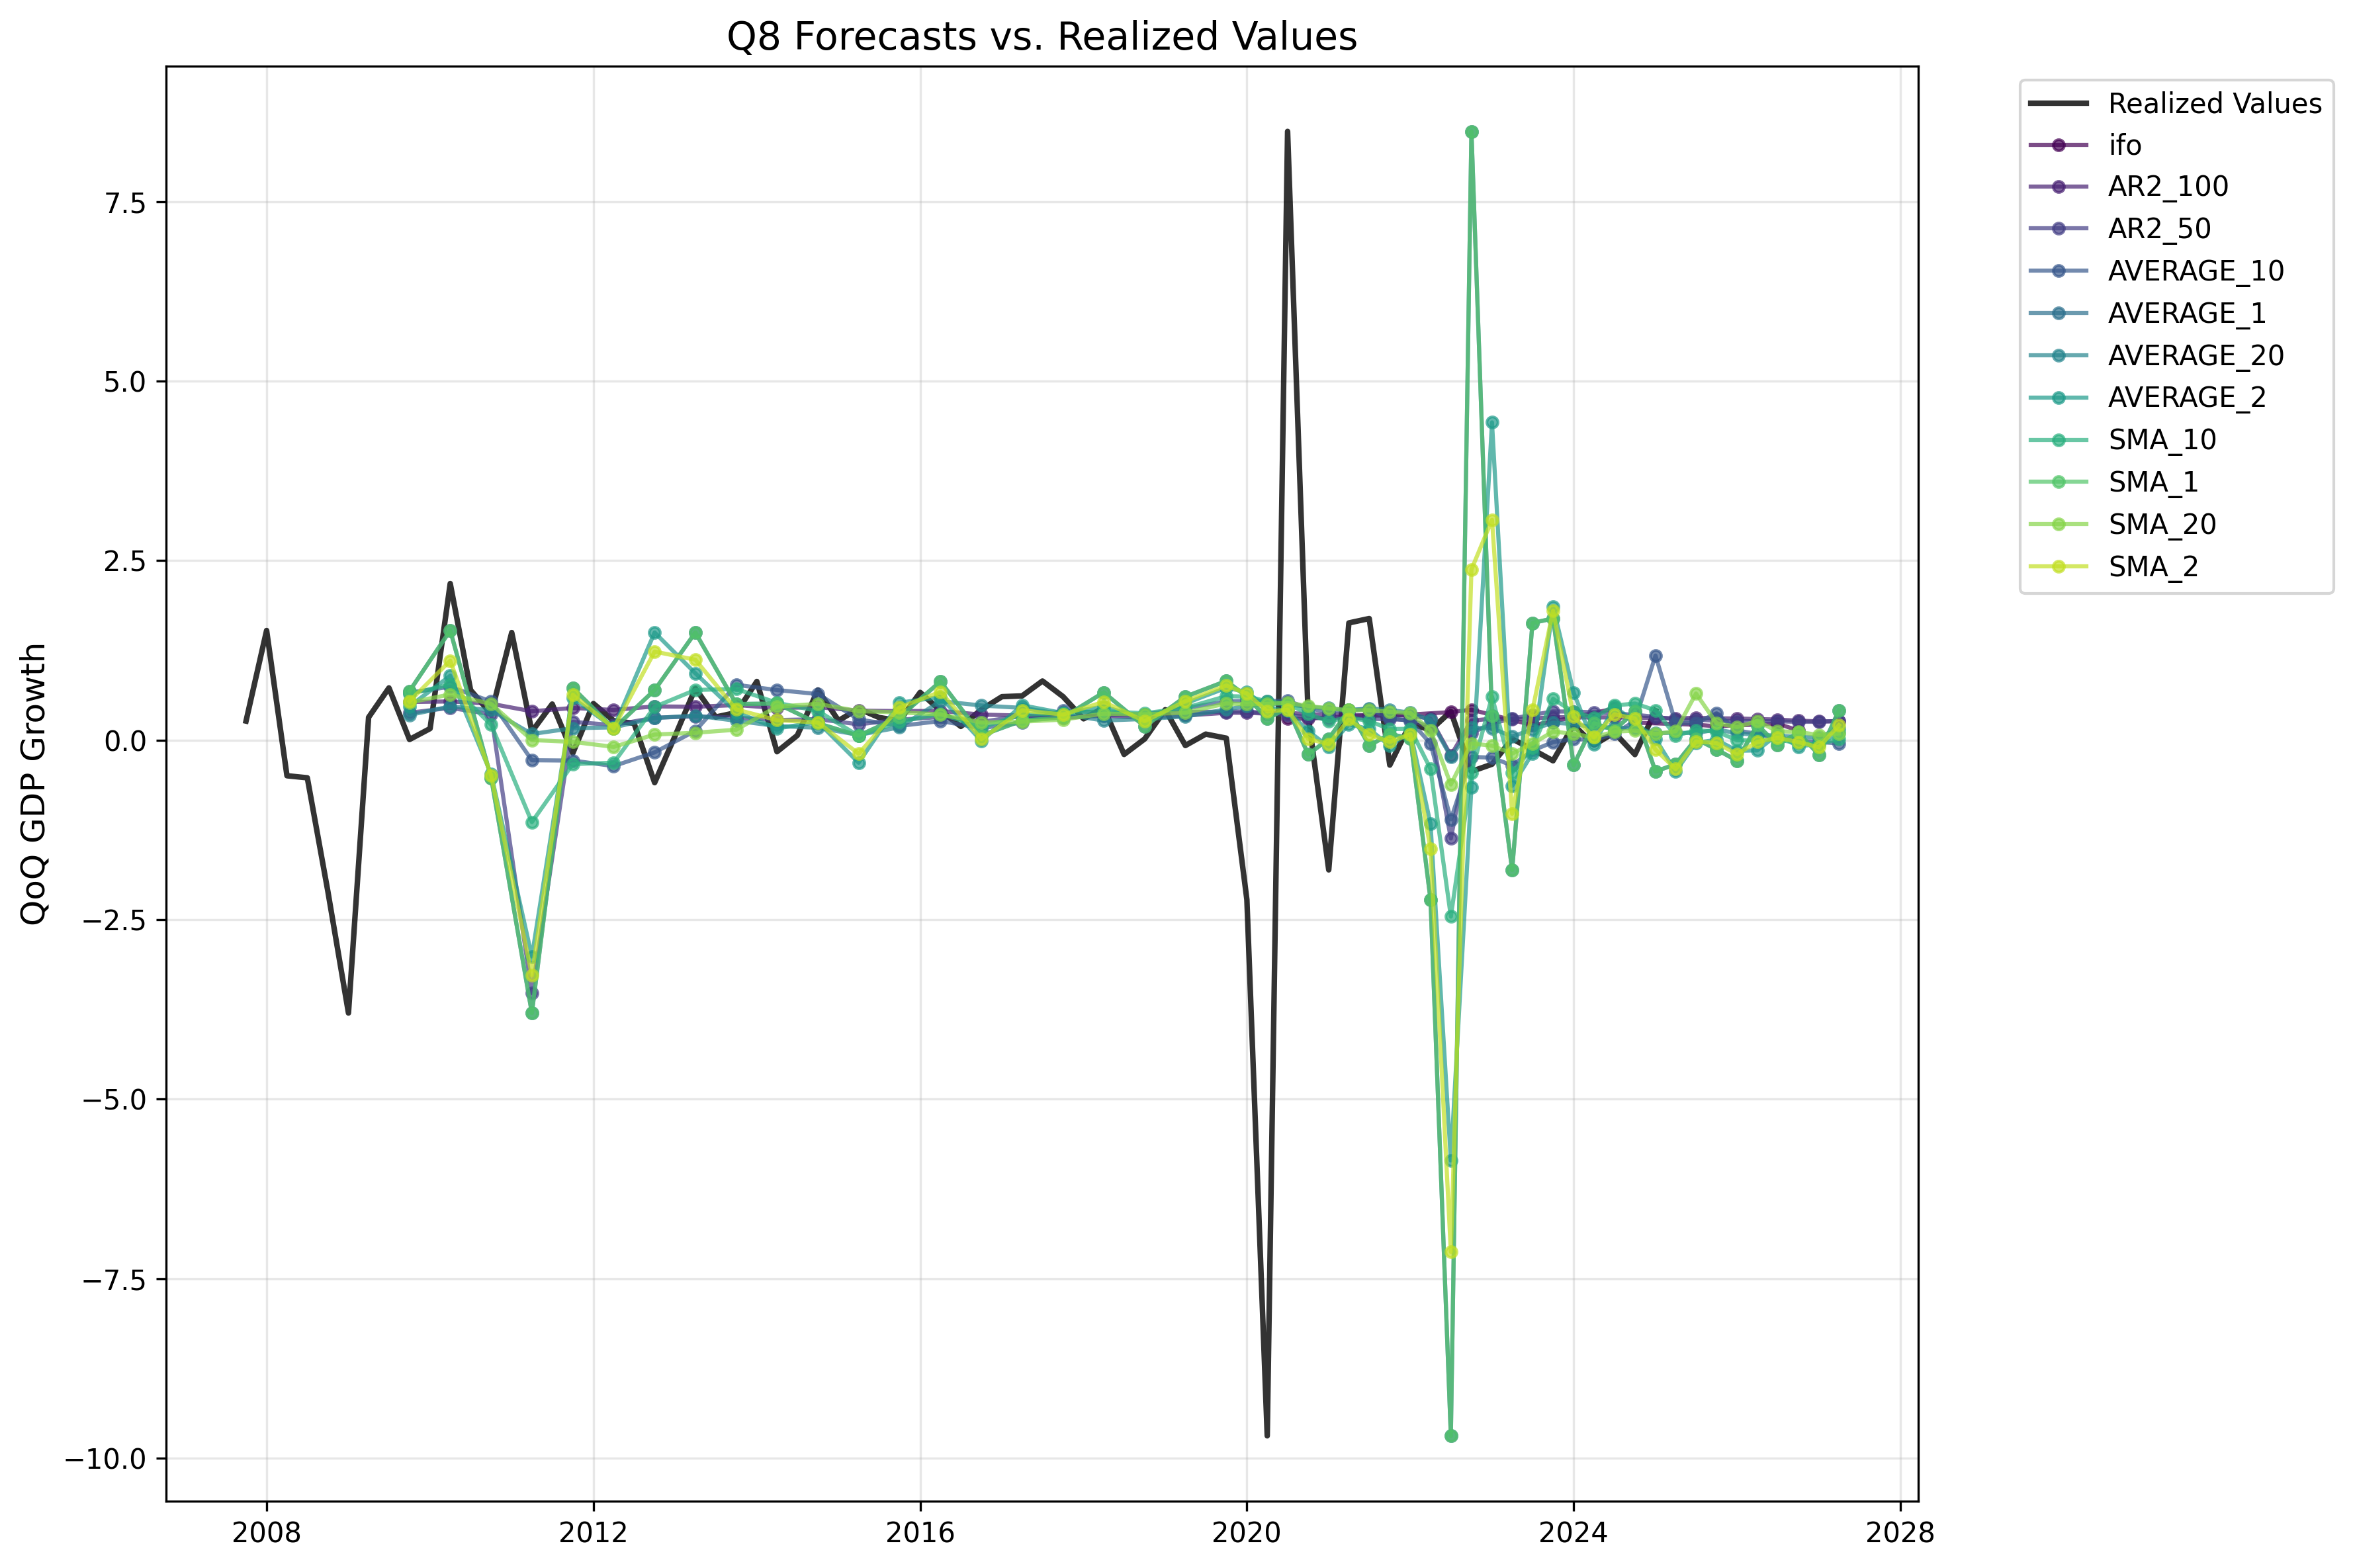 Q8 Forecasts vs. Realized Values
QoQ GDP Growth
7.5
5.0
2.5
0.0
−2.5
−5.0
−7.5
−10.0
2008
2012
2016
2020
2024
2028
Realized Values
ifo
AR2_100
AR2_50
AVERAGE_10
AVERAGE_1
AVERAGE_20
AVERAGE_2
SMA_10
SMA_1
SMA_20
SMA_2